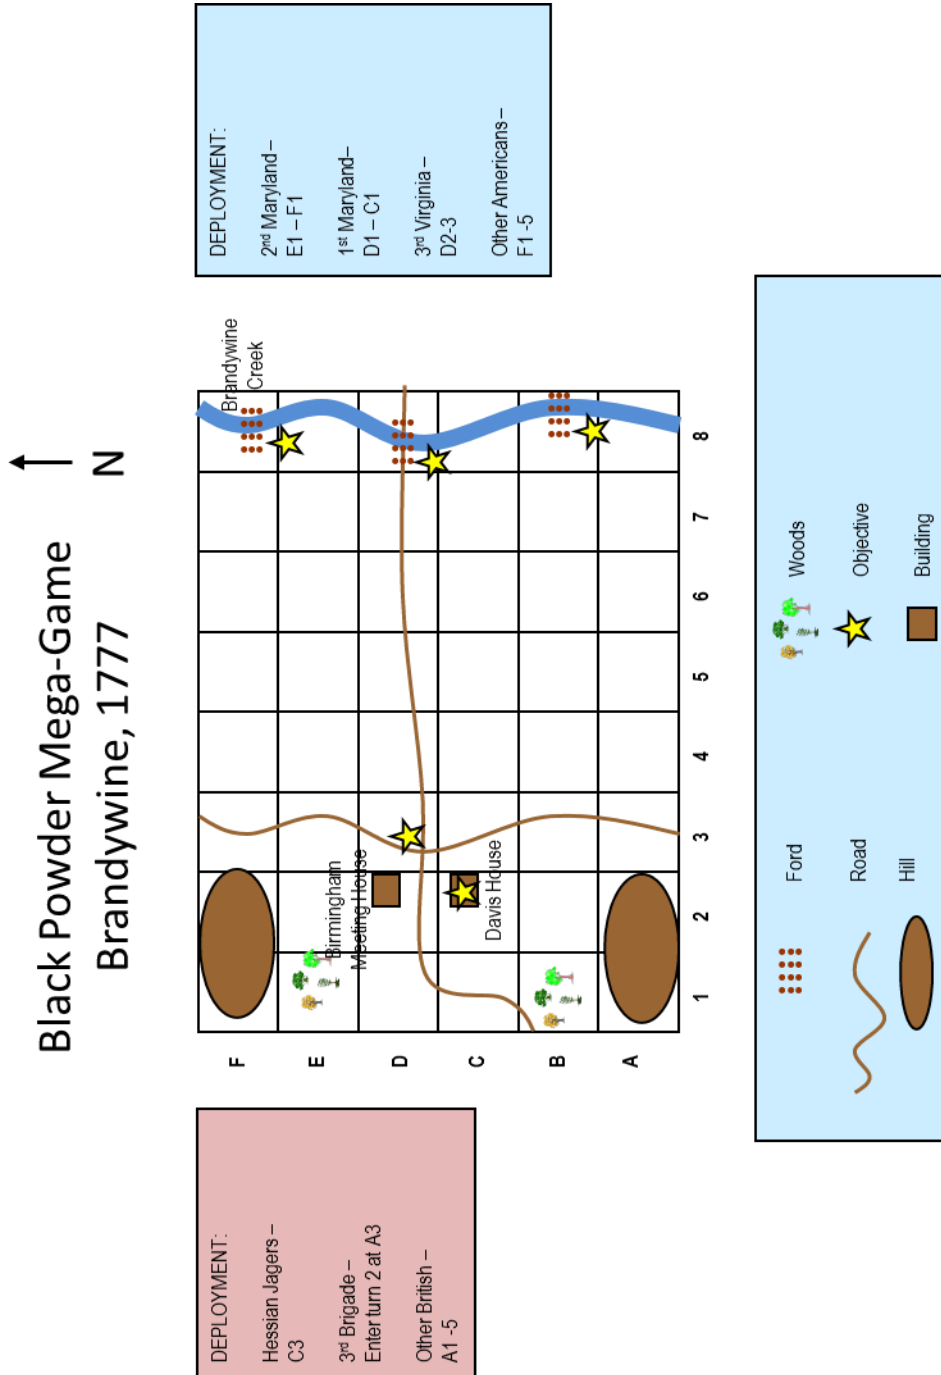 Black Powder Mega-Game
Brandywine, 1777
N
DEPLOYMENT:
Hessian Jagers –
C3
3rd Brigade –
Enter turn 2 at A3
Other British –
A1 -5
F
E
D
C
B
A
1
2
3
4
5
6
7
8
Birmingham
Meeting House
Davis House
Brandywine
Creek
DEPLOYMENT:
2nd Maryland –
E1 – F1
1st Maryland–
D1 – C1
3rd Virginia –
D2-3
Other Americans –
F1 -5
Ford
Road
Hill
Woods
Objective
Building